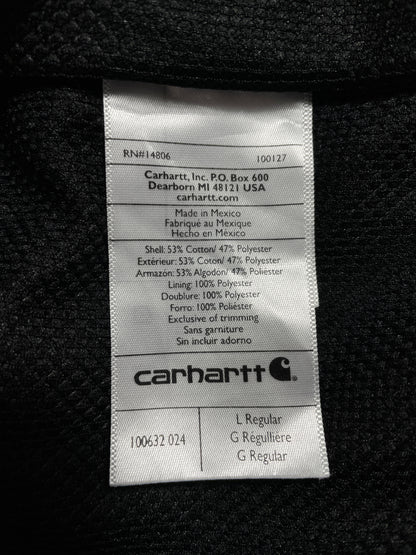 RN#14806 100127
Carhartt, Inc. P.O. Box 600
Dearborn MI 48121 USA
carhartt.com
Made in Mexico
Fabriqué au Mexique
Hecho en México
Shell: 53% Cotton/ 47% Polyester
Extérieur: 53% Coton/ 47% Polyester
Armazón: 53% Algodon/ 47% Polyester
Lining: 100% Polyester
Doublure: 100% Polyester
Forro: 100% Poliéster
Exclusive of trimming
Sans garniture
Sin incluir adorno
carhartt
100632 024
L Regular
G Régulliére
G Regular